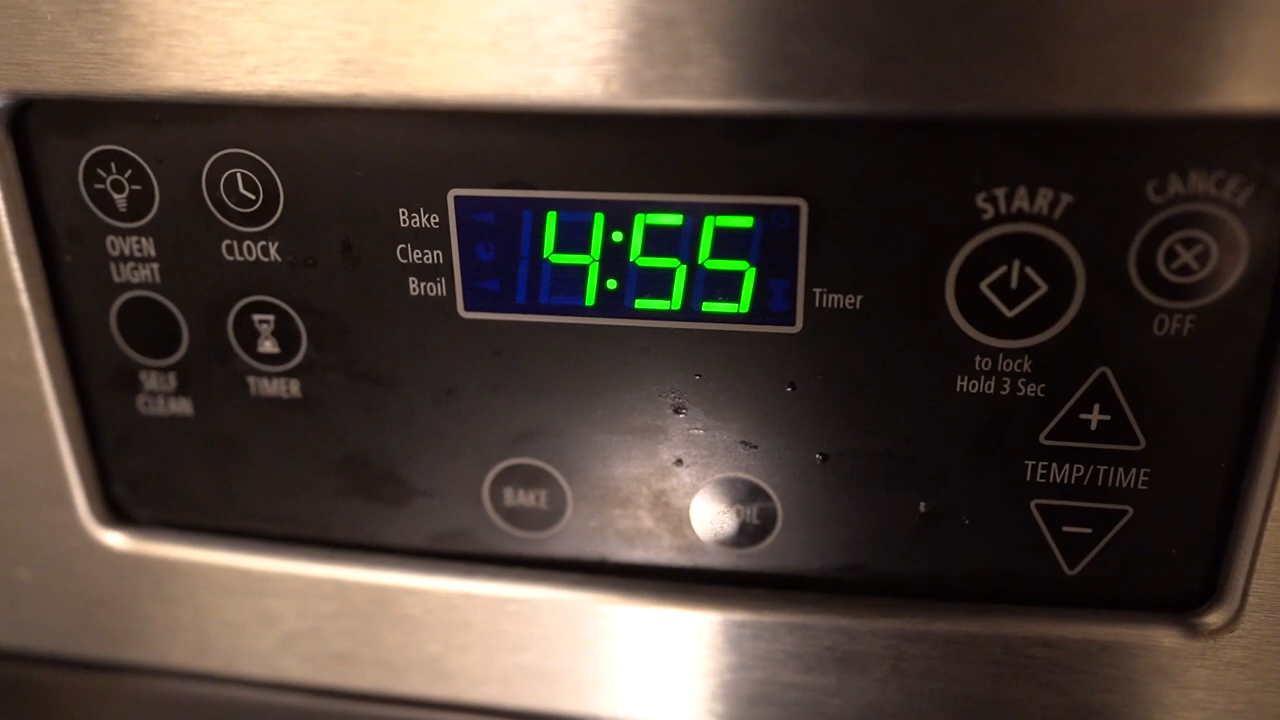 OVEN
LIGHT
CLOCK
SELF
CLEAN
TIMER
Bake
Clean
Broil
4:55
Timer
BAKE
START
to lock
Hold 3 Sec
CANCEL
OFF
TEMP/TIME